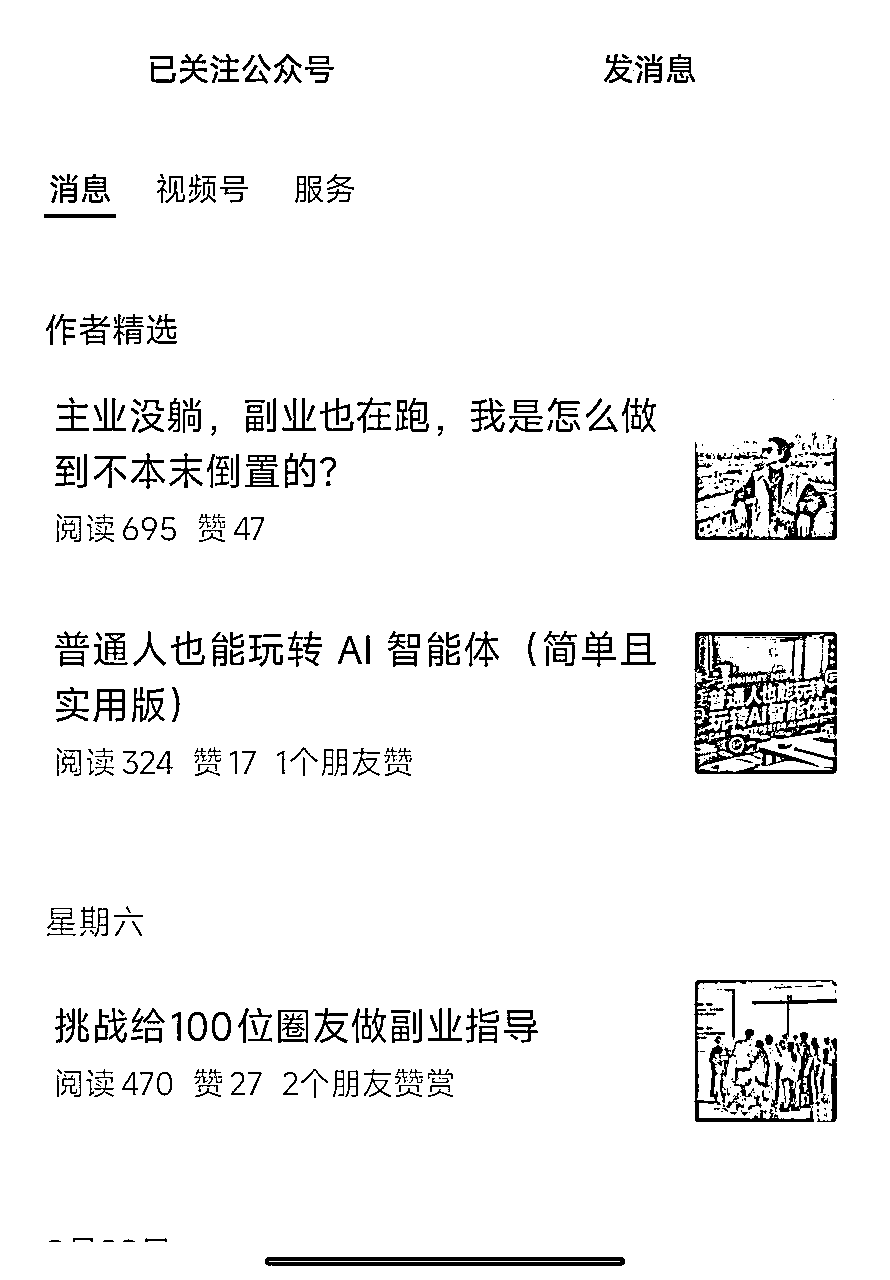 已关注公众号 发消息
消息 视频号 服务
作者精选
主业没躺，副业也在跑，我是怎么做
到不本末倒置的？
阅读 695 赞 47
普通人也能玩转 AI 智能体（简单且
实用版）
阅读 324 赞 17 1个朋友赞
普通人也能玩转
玩转AI智能体
星期六
挑战给100位圈友做副业指导
阅读 470 赞 27 2个朋友赞赏